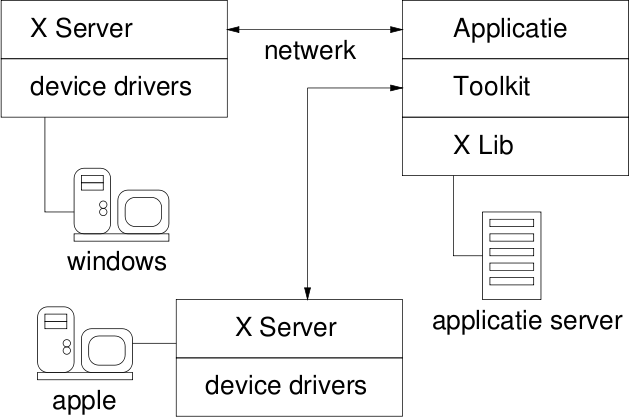 X Server
netwerk
Applicatie
device drivers
Toolkit
X Lib
windows
applicatie server
X Server
device drivers
apple